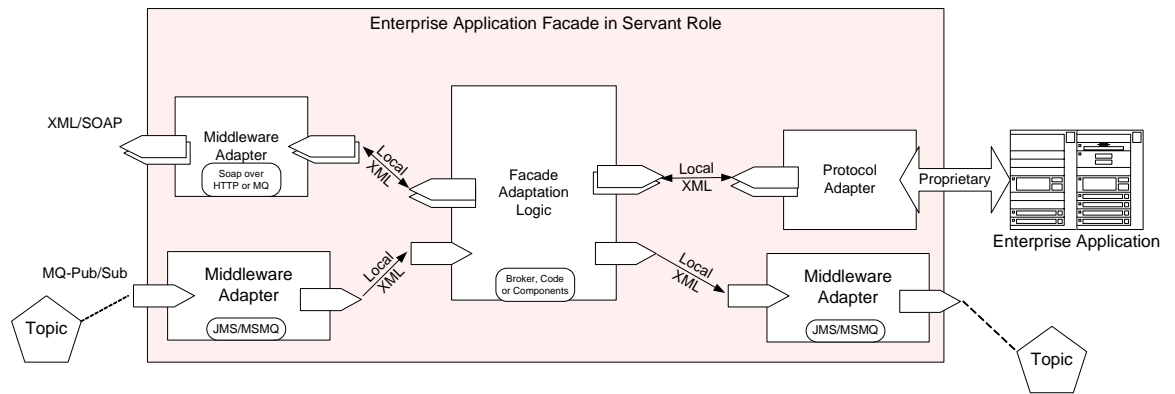 Enterprise Application Facade in Servant Role
XML/SOAP
Middleware
Adapter
Soap over
HTTP or MQ
Local
XML
Facade
Adaptation
Logic
Broker, Code
or Components
Local
XML
Protocol
Adapter
Proprietary
Enterprise Application
MQ-Pub/Sub
Topic
Middleware
Adapter
JMS/MSMQ
Local
XML
Local
XML
Middleware
Adapter
JMS/MSMQ
Topic